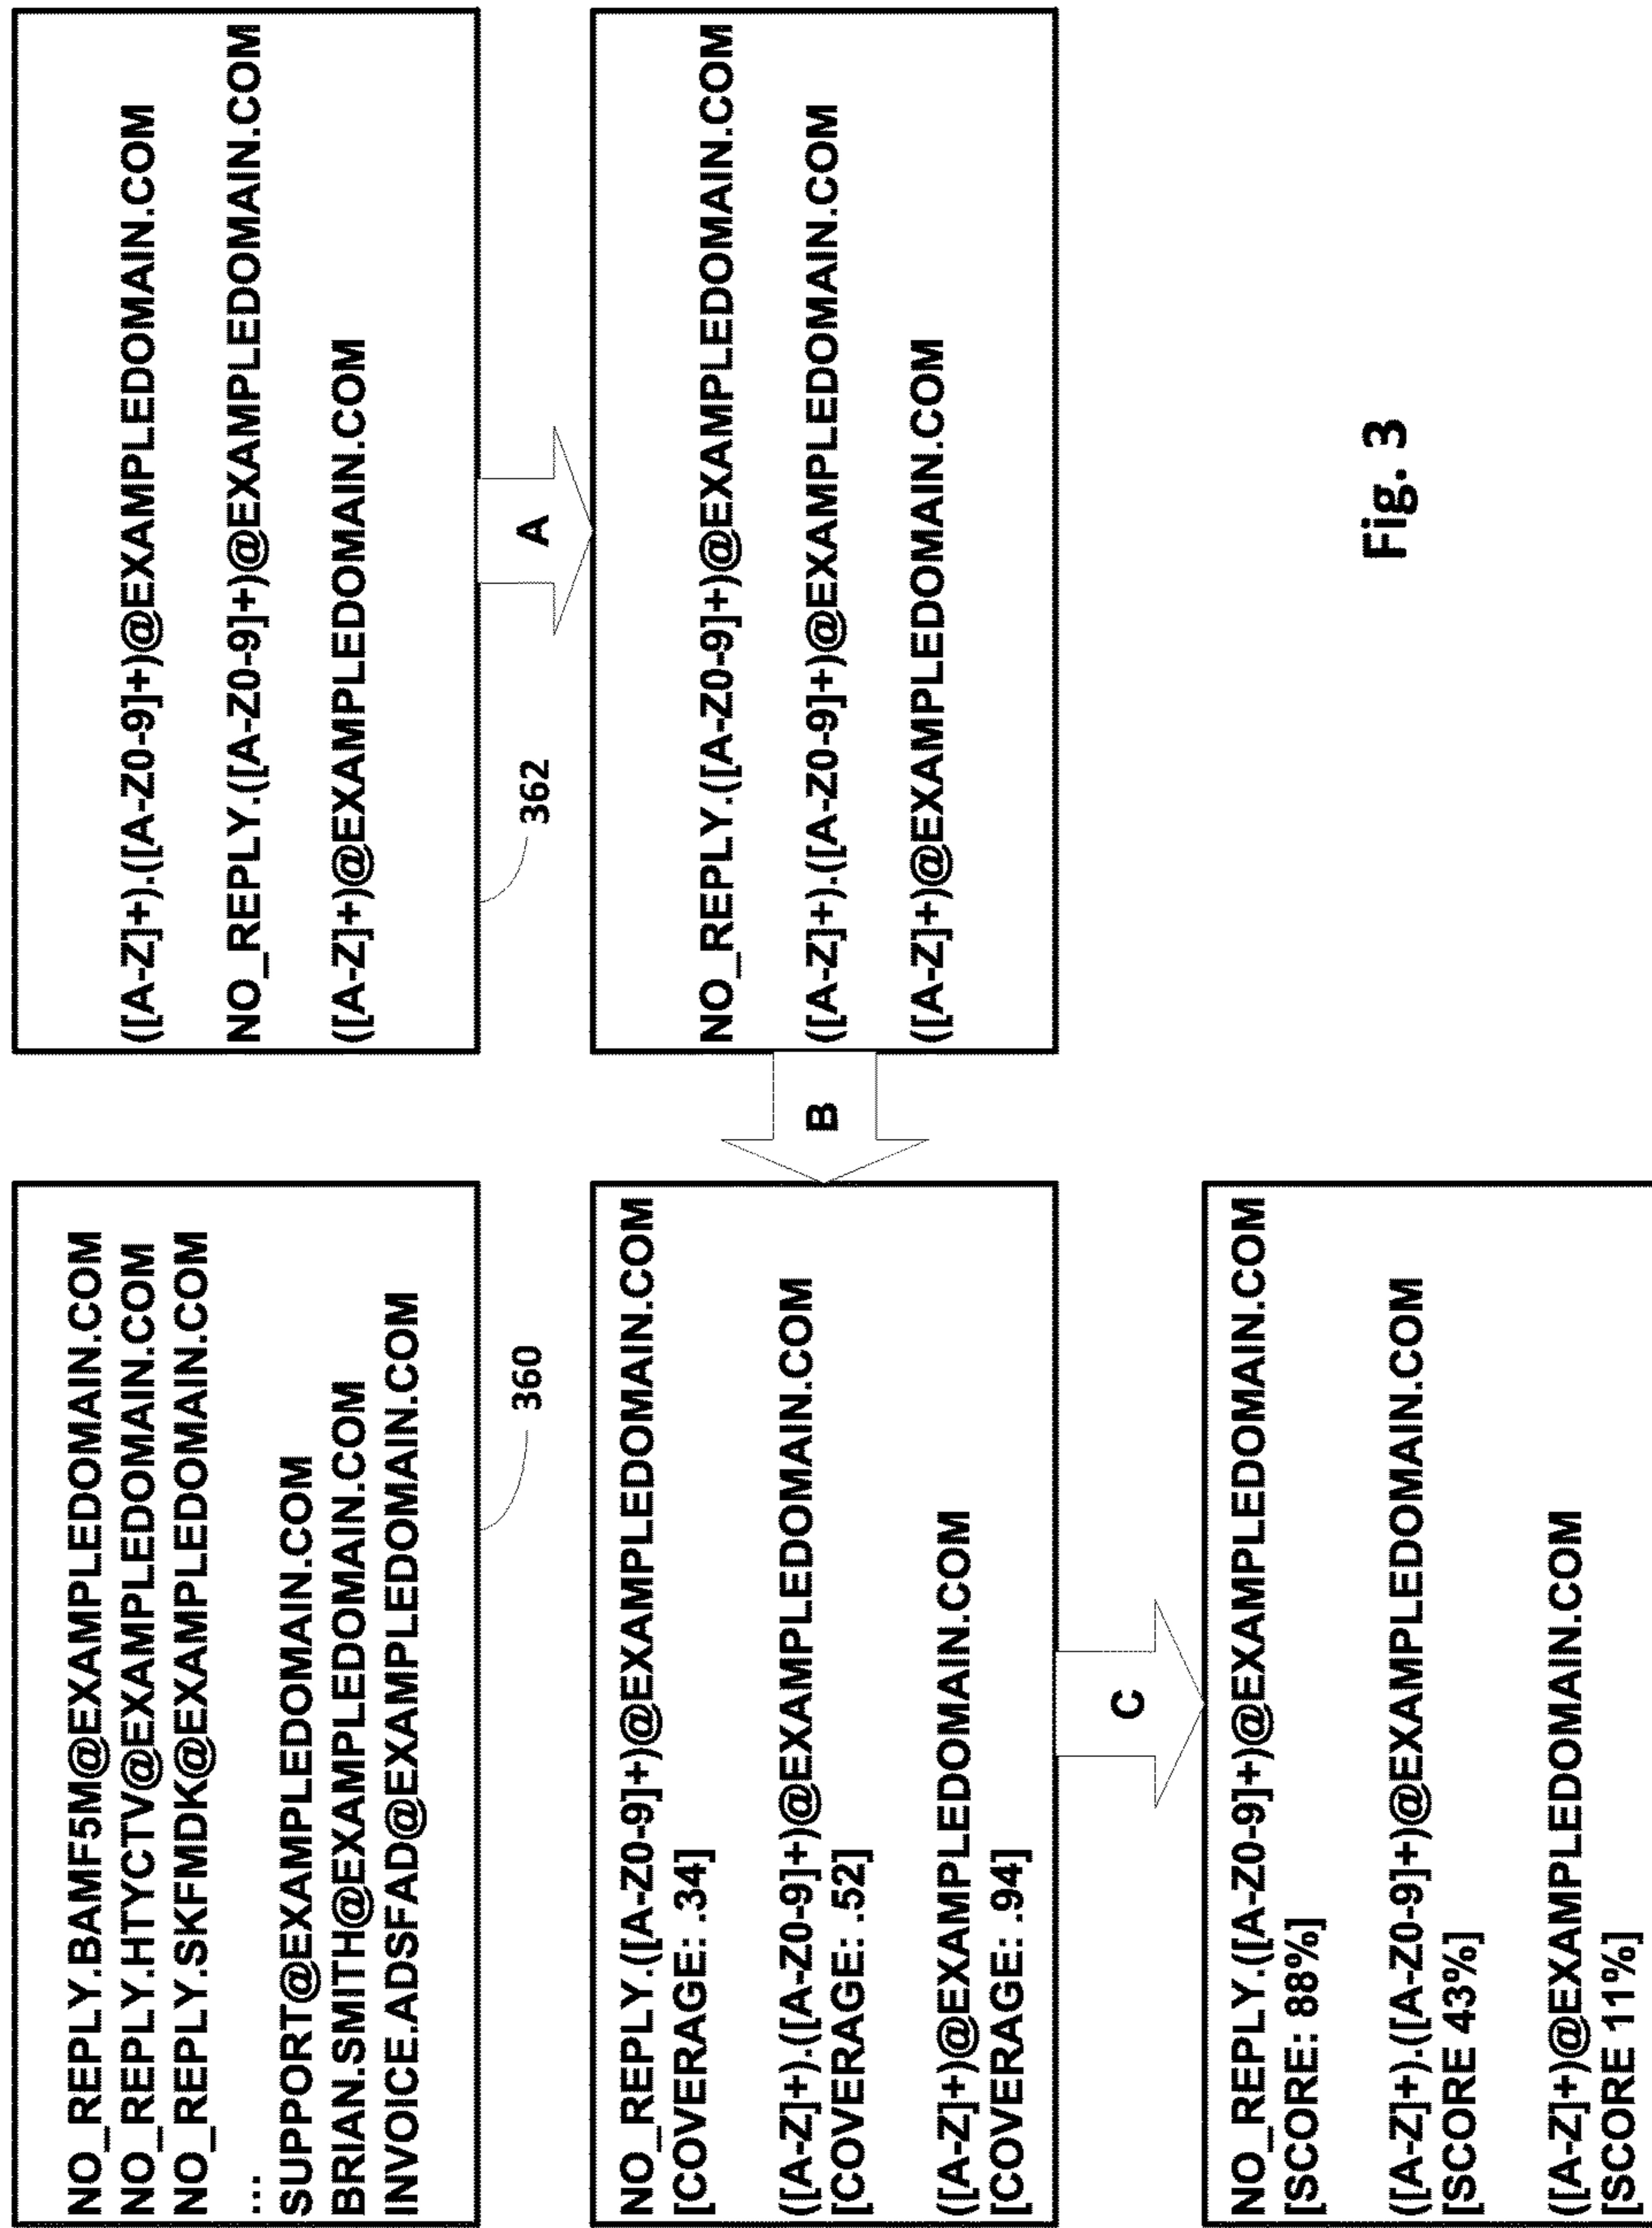 NO_REPLY.BAMF5M@EXAMPLEDOMAIN.COM
NO_REPLY.HTYCTV@EXAMPLEDOMAIN.COM
NO_REPLY.SKFMDK@EXAMPLEDOMAIN.COM
...
SUPPORT@EXAMPLEDOMAIN.COM
BRIAN.SMITH@EXAMPLEDOMAIN.COM
INVOICE.ADSFAD@EXAMPLEDOMAIN.COM
360
([A-Z]+).([A-Z0-9]+)@EXAMPLEDOMAIN.COM
NO_REPLY.([A-Z0-9]+)@EXAMPLEDOMAIN.COM
([A-Z]+)@EXAMPLEDOMAIN.COM
362
A
NO_REPLY.([A-Z0-9]+)@EXAMPLEDOMAIN.COM
([A-Z]+).([A-Z0-9]+)@EXAMPLEDOMAIN.COM
([A-Z]+)@EXAMPLEDOMAIN.COM
B
NO_REPLY.([A-Z0-9]+)@EXAMPLEDOMAIN.COM
[COVERAGE: .34]
([A-Z]+).([A-Z0-9]+)@EXAMPLEDOMAIN.COM
[COVERAGE: .52]
([A-Z]+)@EXAMPLEDOMAIN.COM
[COVERAGE: .94]
C
NO_REPLY.([A-Z0-9]+)@EXAMPLEDOMAIN.COM
[SCORE: 88%]
([A-Z]+).([A-Z0-9]+)@EXAMPLEDOMAIN.COM
[SCORE 43%]
([A-Z]+)@EXAMPLEDOMAIN.COM
[SCORE 11%]
Fig. 3